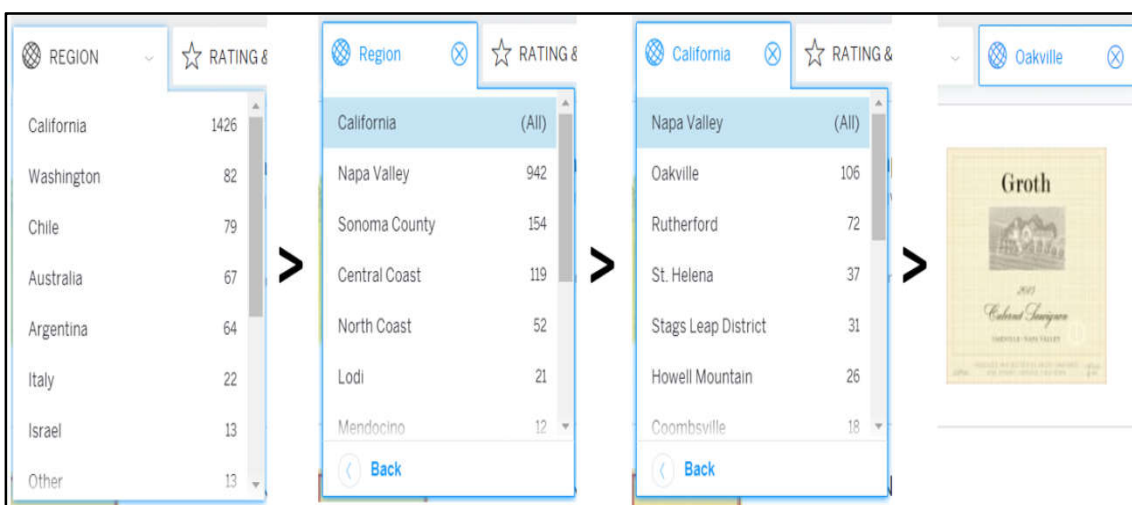 REGION
RATING &
California 1426
Washington 82
Chile 79
Australia 67
Argentina 64
Italy 22
Israel 13
Other 13
>
Region
RATING &
California (All)
Napa Valley 942
Sonoma County 154
Central Coast 119
North Coast 52
Lodi 21
Mendocino 12
Back
>
California
RATING &
Napa Valley (All)
Oakville 106
Rutherford 72
St. Helena 37
Stags Leap District 31
Howell Mountain 26
Coombsville 18
Back
>
Oakville
Groth
Cabernet Sauvignon
OAKVILLE · NAPA VALLEY